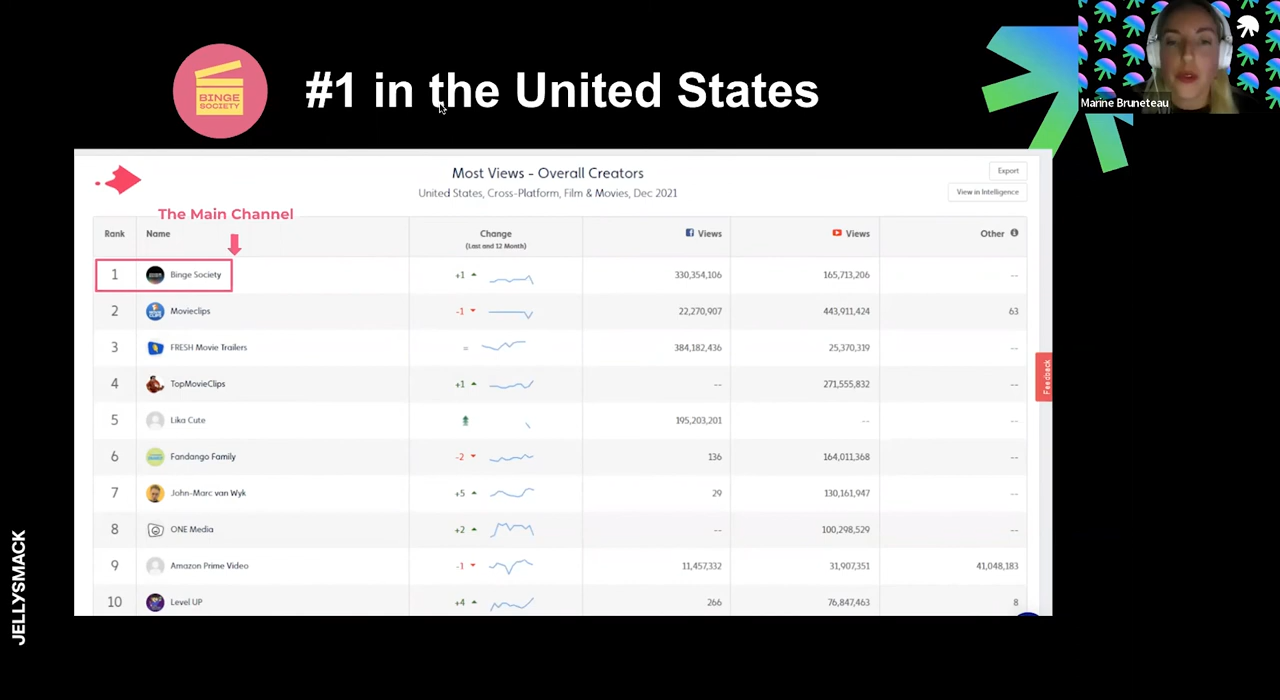 BINGE
SOCIETY
#1 in the United States
Marine Bruneteau
Most Views - Overall Creators
United States, Cross-Platform, Film & Movies, Dec 2021
Export
View in Intelligence
The Main Channel
Rank Name Change (Last and 12 Month) Views Views Other
1 Binge Society +1 330,354,106 165,713,206 --
2 Movieclips -1 22,270,907 443,911,424 63
3 FRESH Movie Trailers = 384,182,436 25,370,319 --
4 TopMovieClips +1 -- 271,555,832 --
5 Lika Cute 195,203,201 -- --
6 Fandango Family -2 136 164,011,368 --
7 John-Marc van Wyk +5 29 130,161,947 --
8 ONE Media +2 -- 100,298,529 --
9 Amazon Prime Video -1 11,457,332 31,907,351 41,048,183
10 Level UP +4 266 76,847,463 8
Feedback
JELLYSMACK